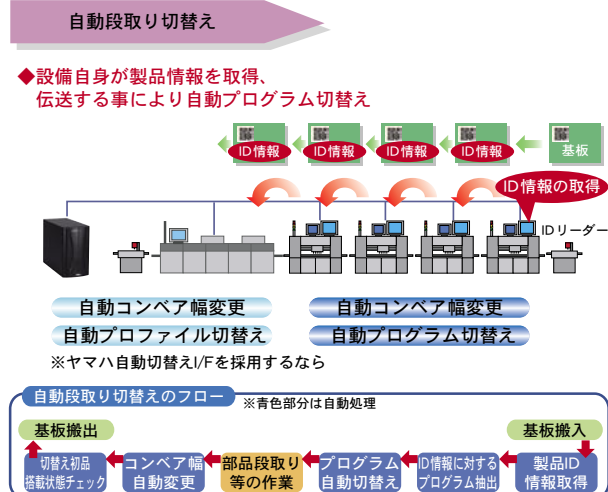 自動段取り切替え
◆設備自身が製品情報を取得、
伝送する事により自動プログラム切替え
ID情報
ID情報
ID情報
ID情報
基板
ID情報の取得
IDリーダー
自動コンベア幅変更
自動コンベア幅変更
自動プロファイル切替え
自動プログラム切替え
※ヤマハ自動切替えI/Fを採用するなら
自動段取り切替えのフロー
※青色部分は自動処理
基板搬出
基板搬入
切替え初品
搭載状態チェック
コンベア幅
自動変更
部品段取り
等の作業
プログラム
自動切替え
ID情報に対する
プログラム抽出
製品ID
情報取得